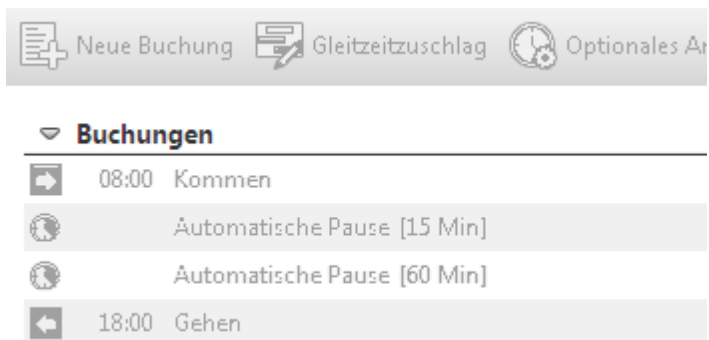 Neue Buchung Gleitzeitzuschlag Optionales
Buchungen
08:00 Kommen
Automatische Pause [15 Min]
Automatische Pause [60 Min]
18:00 Gehen